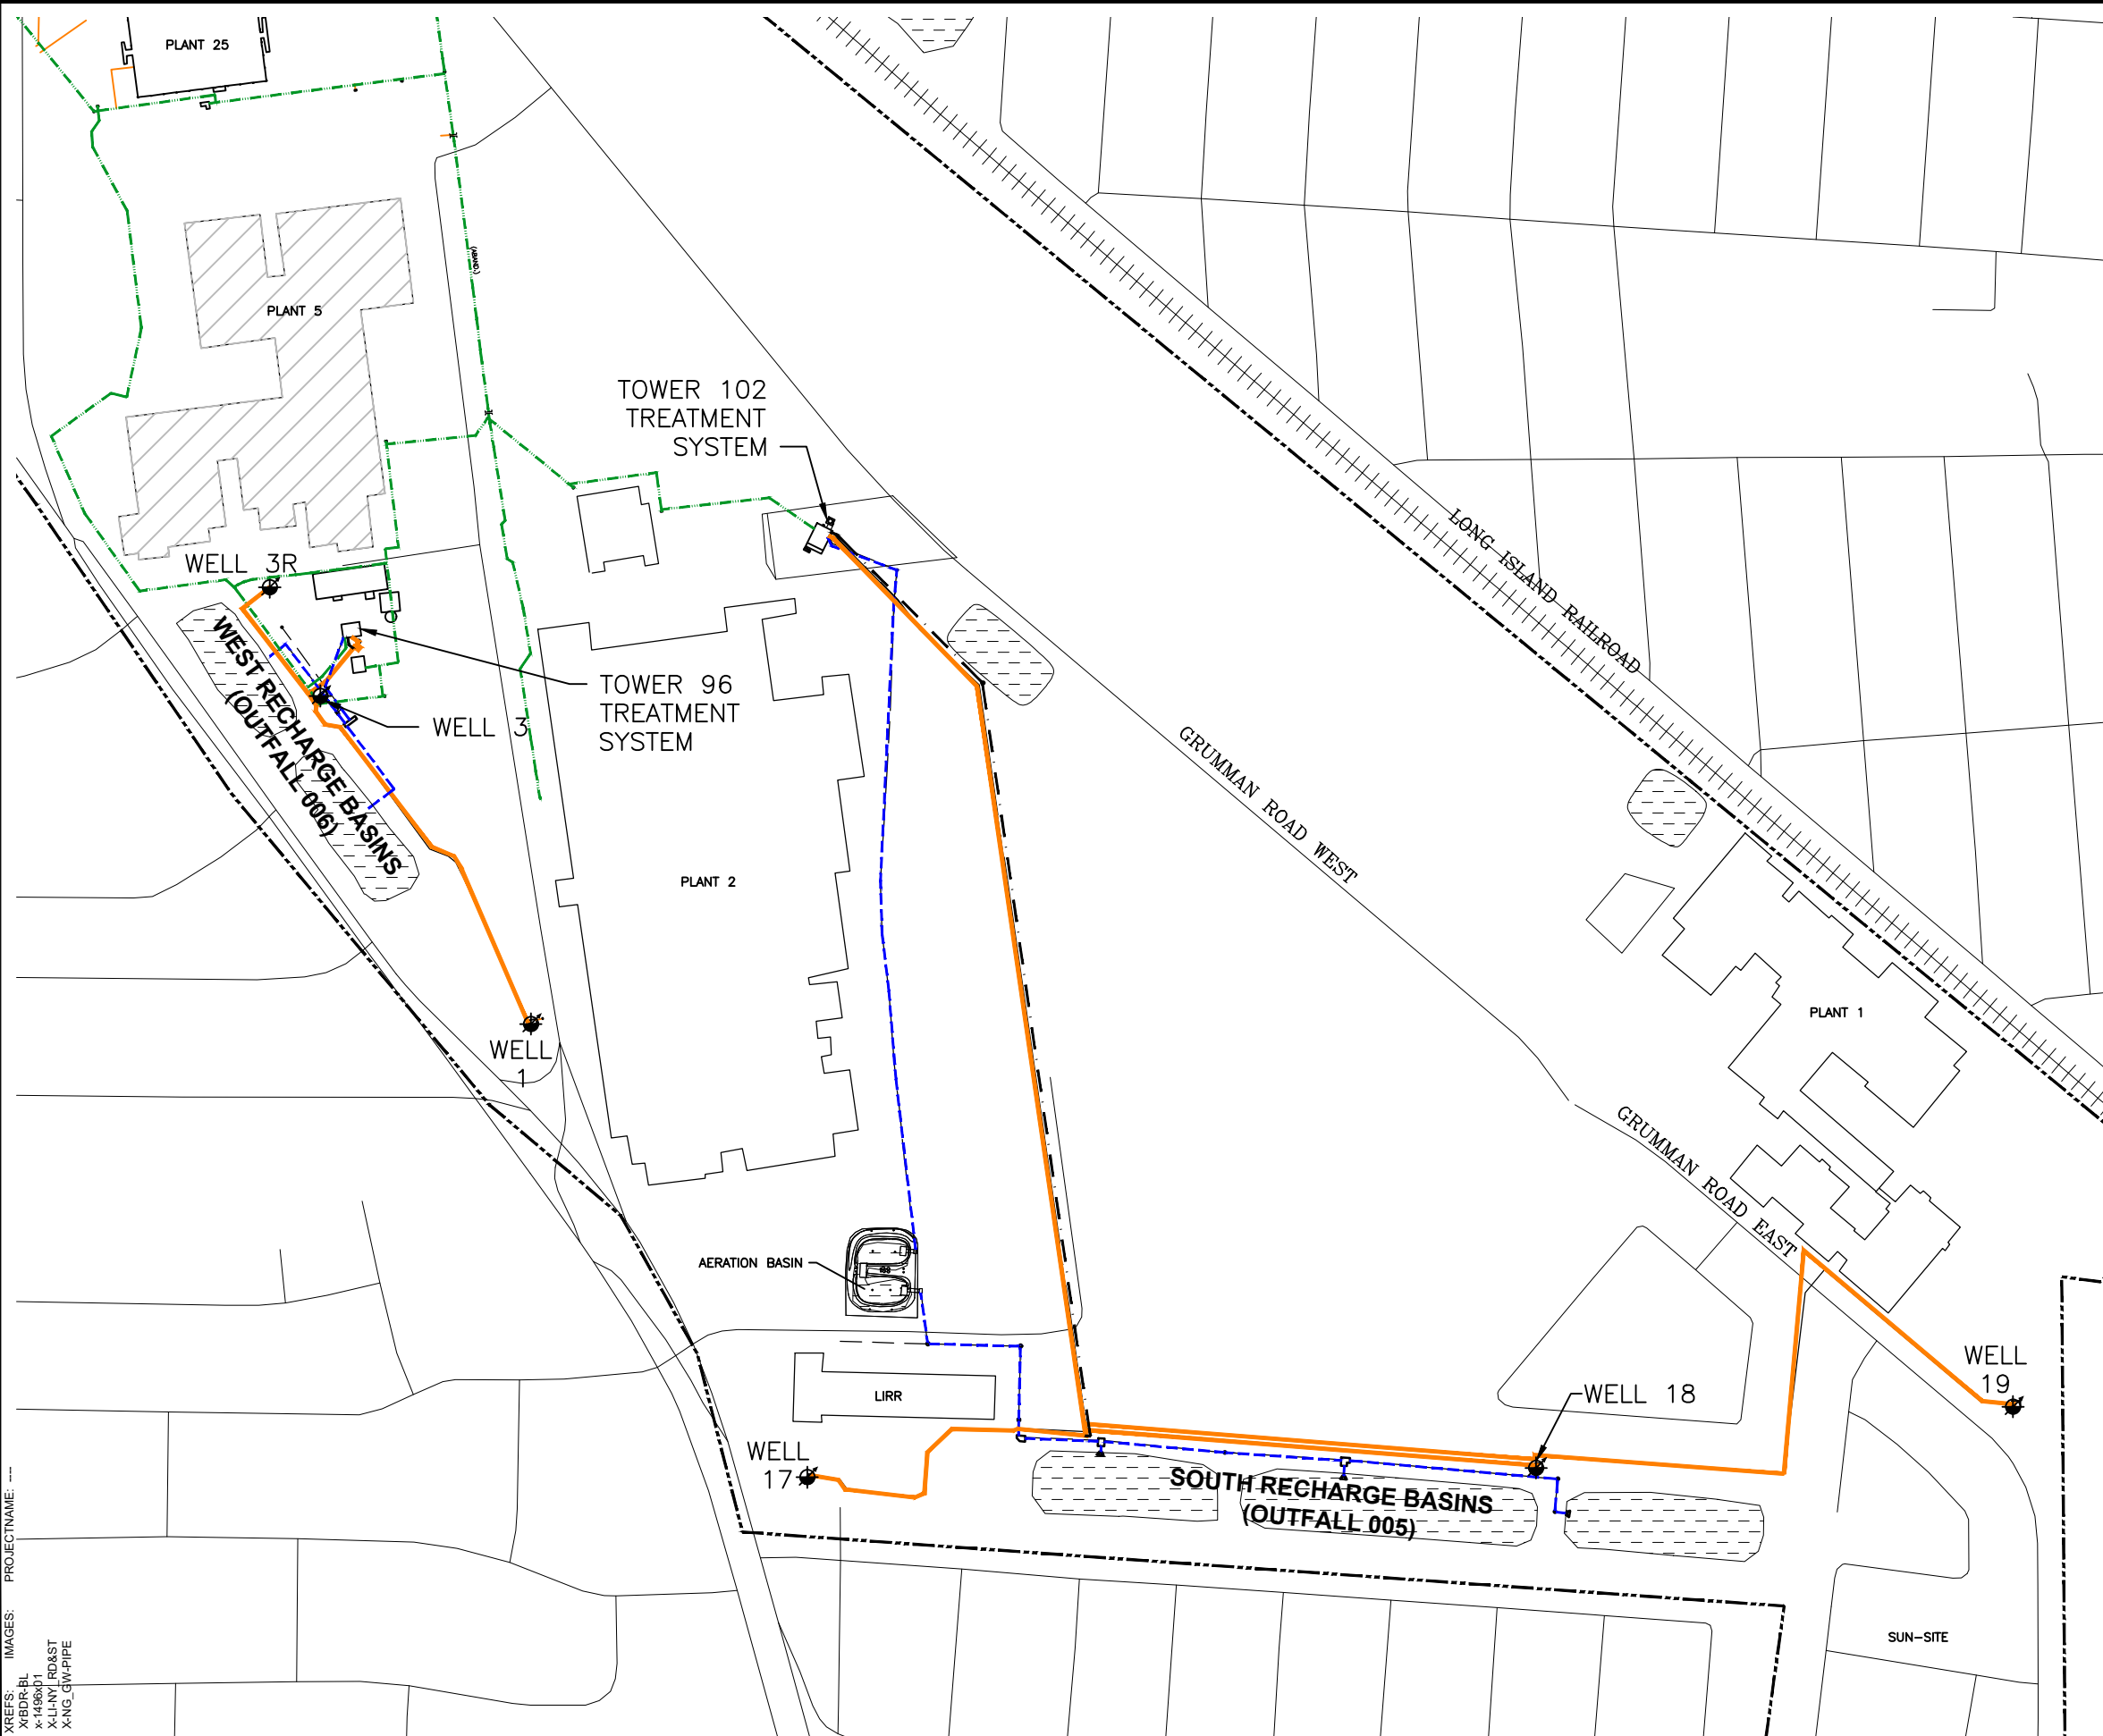 PLANT 25
(ABAND.)
PLANT 5
TOWER 102
TREATMENT
SYSTEM
LONG ISLAND RAILROAD
WELL 3R
WEST RECHARGE BASINS
(OUTFALL 006)
TOWER 96
TREATMENT
SYSTEM
WELL 3
GRUMMAN ROAD WEST
PLANT 2
PLANT 1
WELL
1
GRUMMAN ROAD EAST
AERATION BASIN
WELL
19
LIRR
WELL 18
WELL
17
SOUTH RECHARGE BASINS
(OUTFALL 005)
SUN-SITE
XREFS: IMAGES: PROJECTNAME: ---
XrBDR-BL
x-1496x01
X-LI-NY_RD&ST
X-NG_GW-PIPE